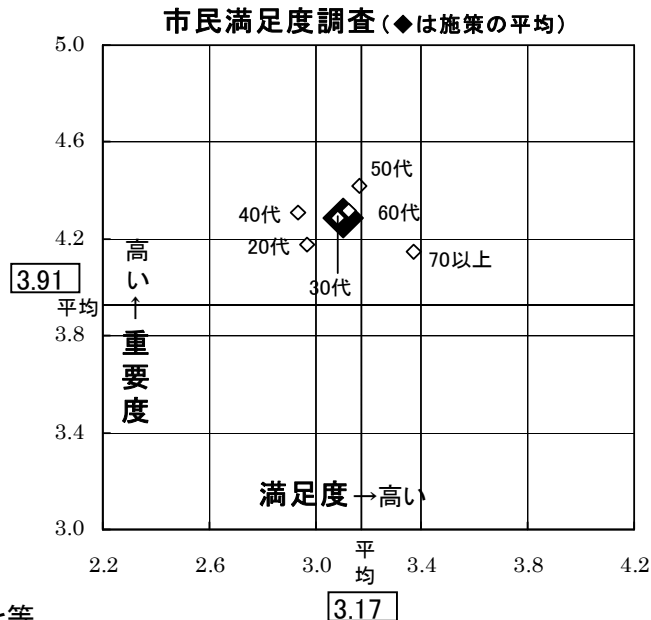 市民満足度調査(◆は施策の平均)
5.0
4.6
50代
40代
60代
4.2
20代
70以上
高い→重要度
3.91
平均
30代
3.8
3.4
満足度→高い
3.0
2.2
2.6
3.0
平均
3.4
3.8
4.2
3.17
等